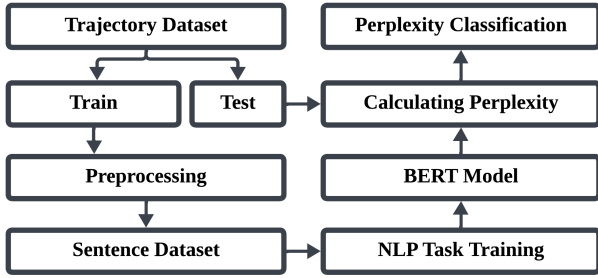 Trajectory Dataset
Perplexity Classification
Train
Test
Calculating Perplexity
Preprocessing
BERT Model
Sentence Dataset
NLP Task Training